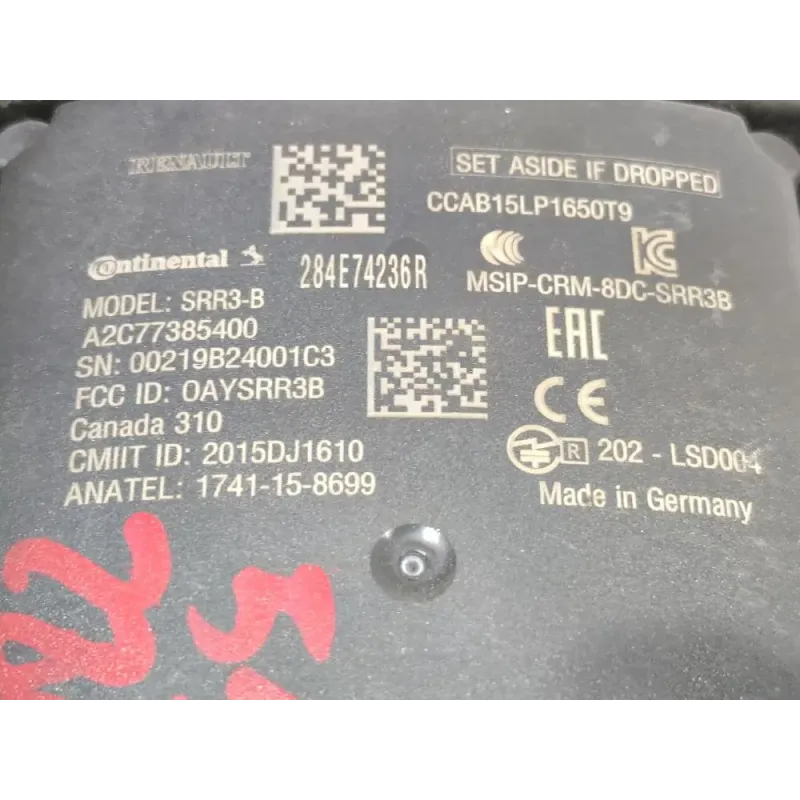 RENAULT
SET ASIDE IF DROPPED
CCAB15LP1650T9
Continental
284E74236R
MSIP-CRM-8DC-SRR3B
MODEL: SRR3-B
A2C77385400
EAC
SN: 00219B24001C3
FCC ID: OAYSRR3B
CE
Canada 310
CMIIT ID: 2015DJ1610
R 202 - LSD004
ANATEL: 1741-15-8699
Made in Germany